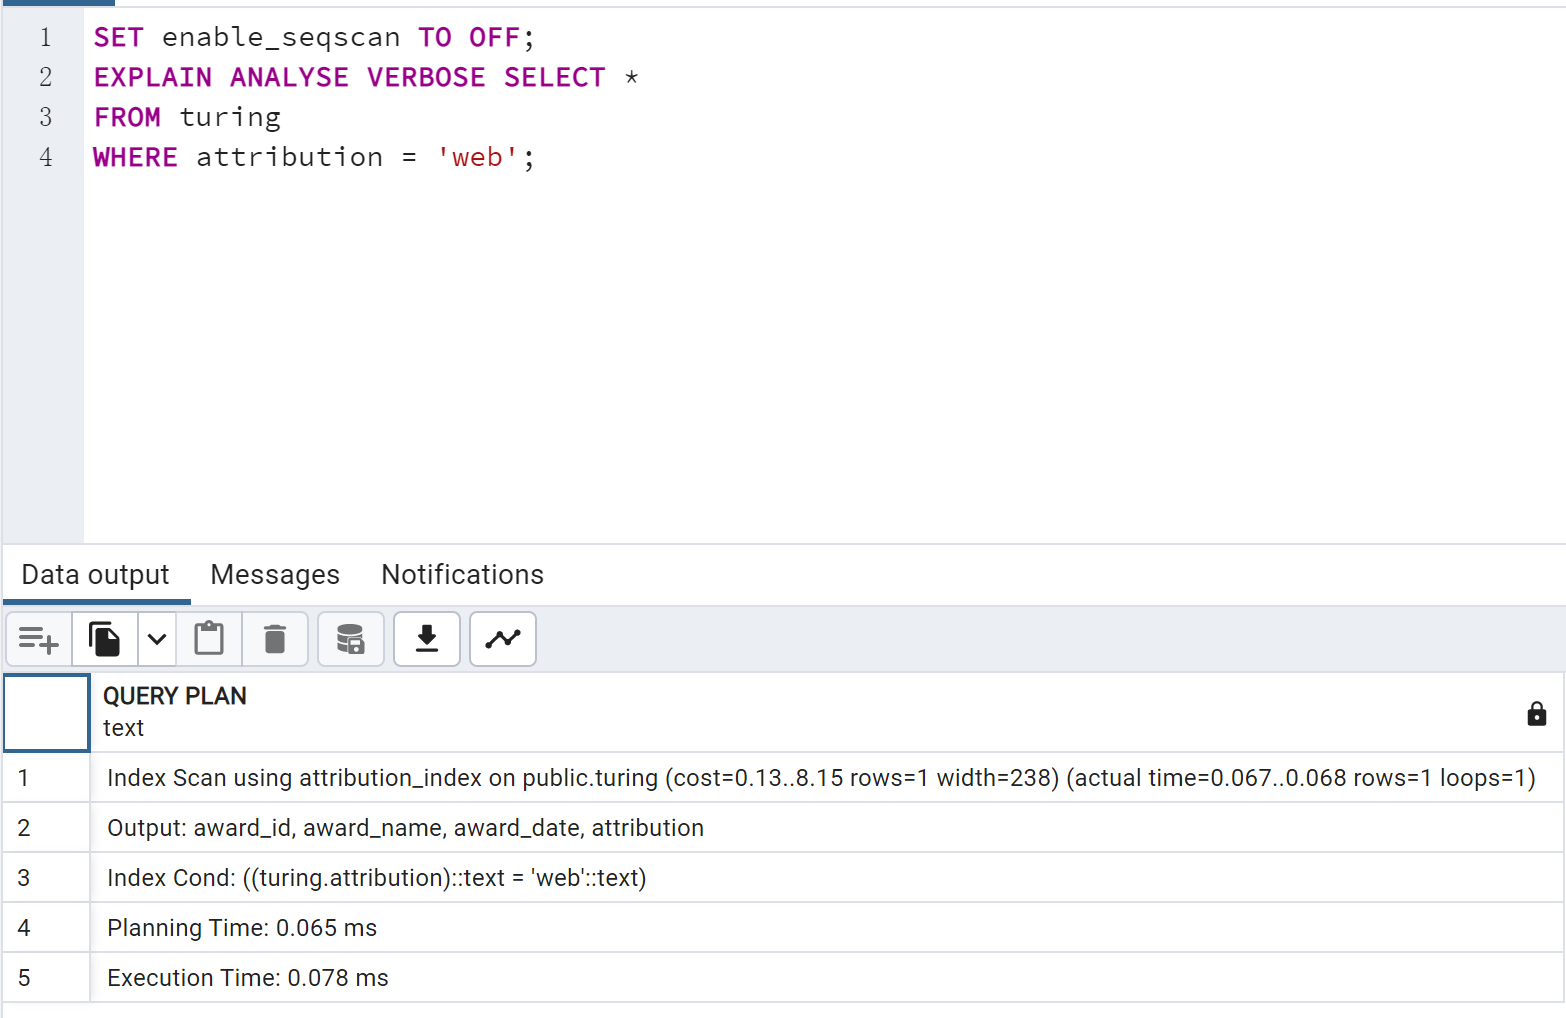 1 SET enable_seqscan TO OFF;
2 EXPLAIN ANALYSE VERBOSE SELECT *
3 FROM turing
4 WHERE attribution = 'web';
Data output Messages Notifications
QUERY PLAN
text
1 Index Scan using attribution_index on public.turing (cost=0.13..8.15 rows=1 width=238) (actual time=0.067..0.068 rows=1 loops=1)
2 Output: award_id, award_name, award_date, attribution
3 Index Cond: ((turing.attribution)::text = 'web'::text)
4 Planning Time: 0.065 ms
5 Execution Time: 0.078 ms